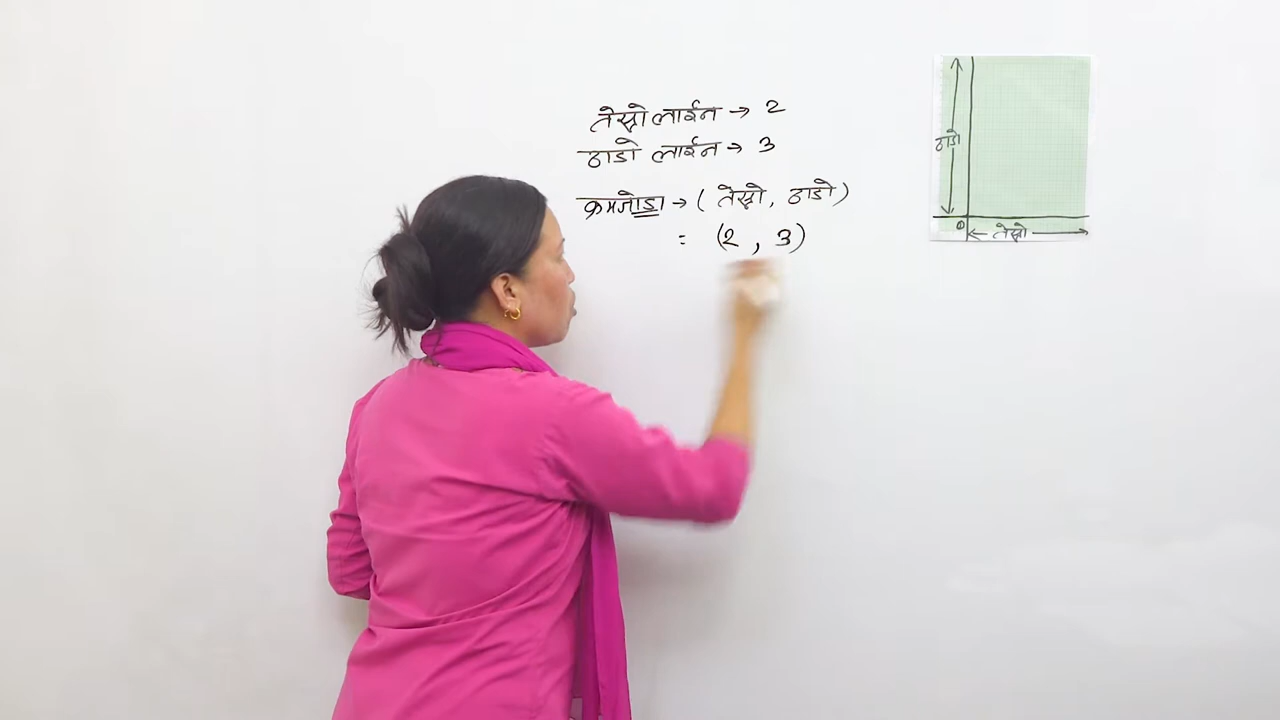 तेस्रो लाईन → 2
ठाडो लाईन → 3
क्रमजोडा → ( तेस्रो, ठाडो )
= (2 , 3)
ठाडो
0
तेस्रो